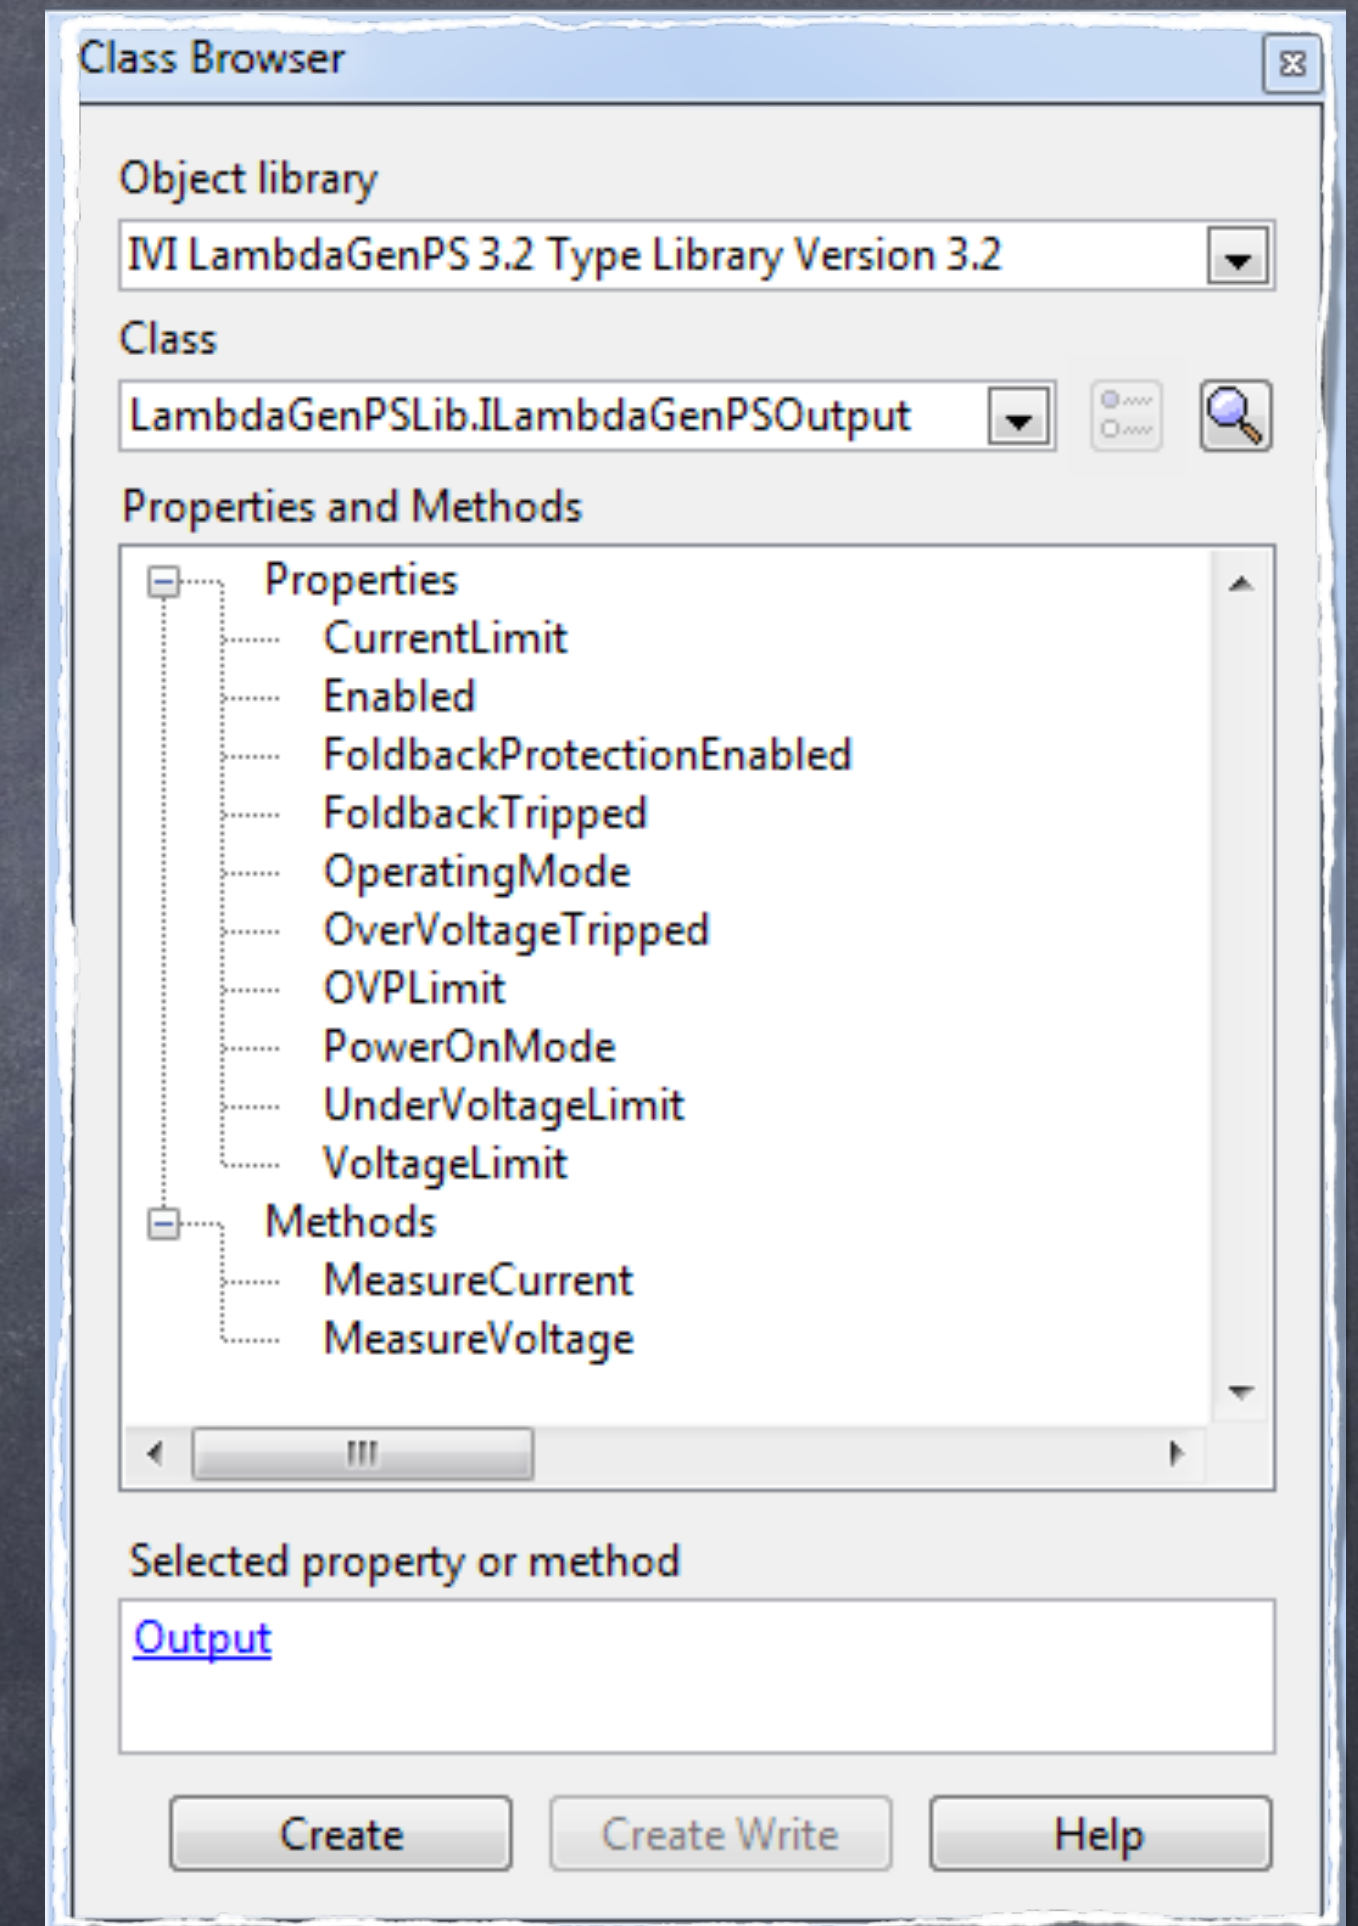 Class Browser
Object library
IVI LambdaGenPS 3.2 Type Library Version 3.2
Class
LambdaGenPSLib.ILambdaGenPSOutput
Properties and Methods
Properties
CurrentLimit
Enabled
FoldbackProtectionEnabled
FoldbackTripped
OperatingMode
OverVoltageTripped
OVPLimit
PowerOnMode
UnderVoltageLimit
VoltageLimit
Methods
MeasureCurrent
MeasureVoltage
Selected property or method
Output
Create Create Write Help